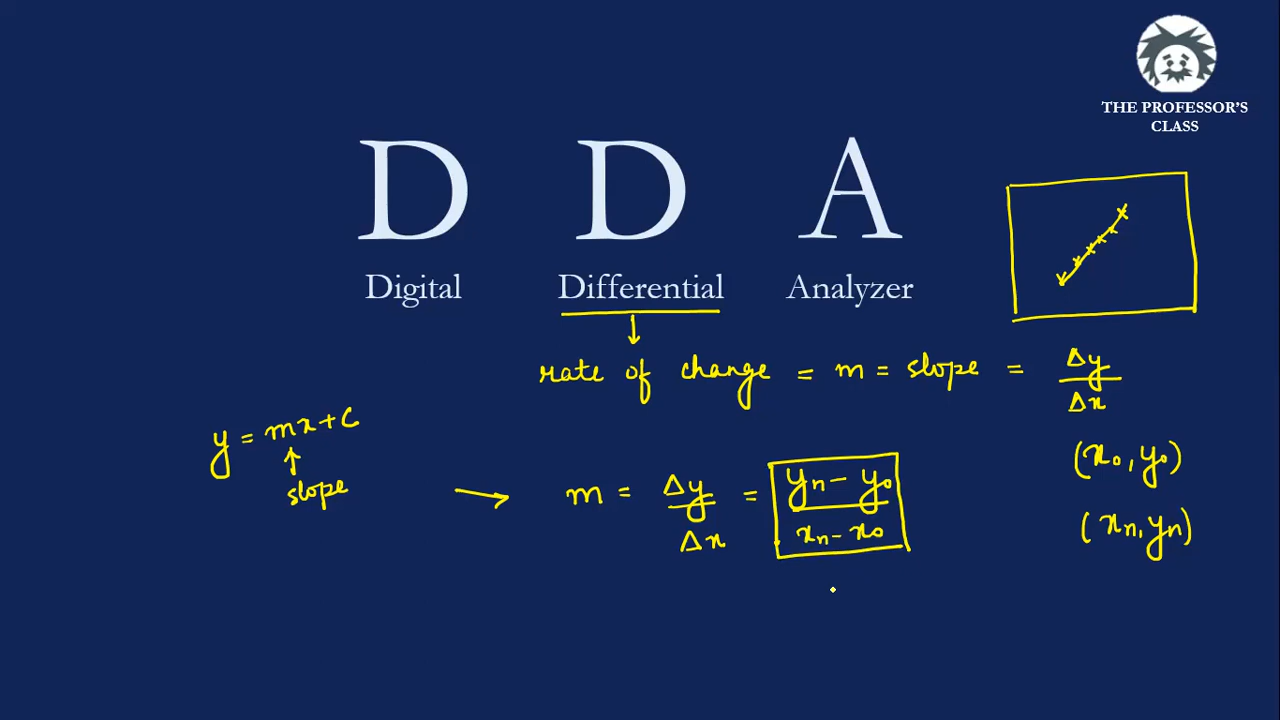 THE PROFESSOR'S
CLASS
D D A
Digital Differential Analyzer
rate of change = m = slope = Δy/Δx
y = mx+c
slope
(x₀, y₀)
m = Δy/Δx = yₙ - y₀/xₙ - x₀
(xₙ, yₙ)